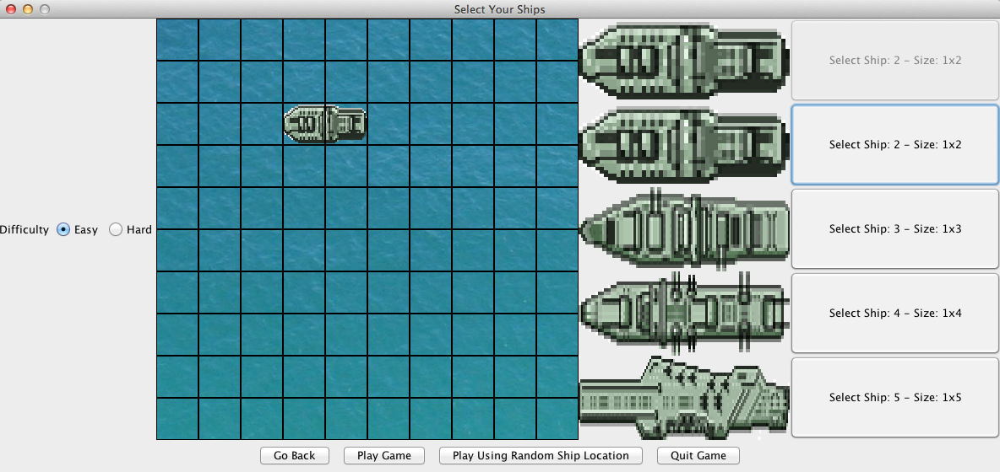 Select Your Ships
Select Ship: 2 – Size: 1x2
Select Ship: 2 – Size: 1x2
Select Ship: 3 – Size: 1x3
Difficulty Easy Hard
Select Ship: 4 – Size: 1x4
Select Ship: 5 – Size: 1x5
Go Back Play Game Play Using Random Ship Location Quit Game